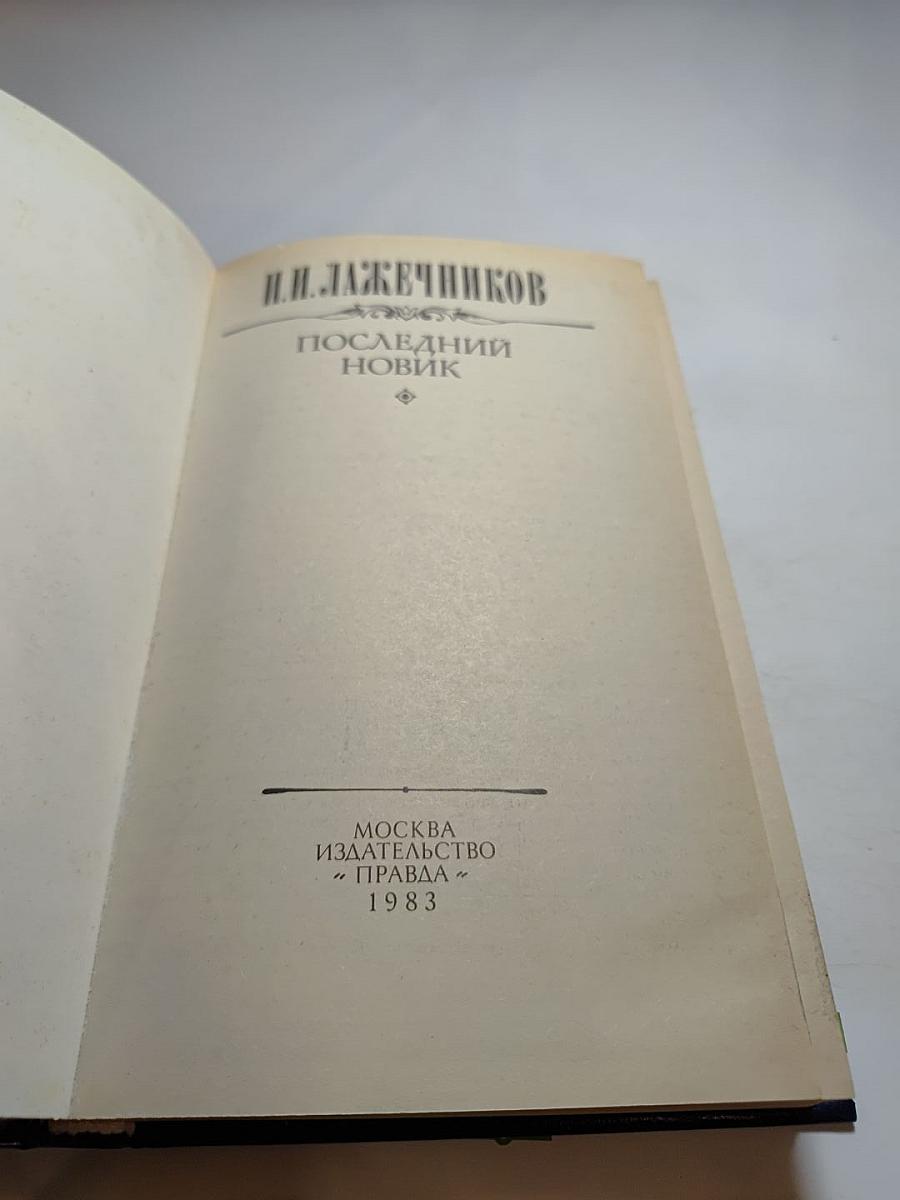 И. И. ЛАЖЕЧНИКОВ
ПОСЛЕДНИЙ
НОВИК
МОСКВА
ИЗДАТЕЛЬСТВО
„ ПРАВДА “
1983